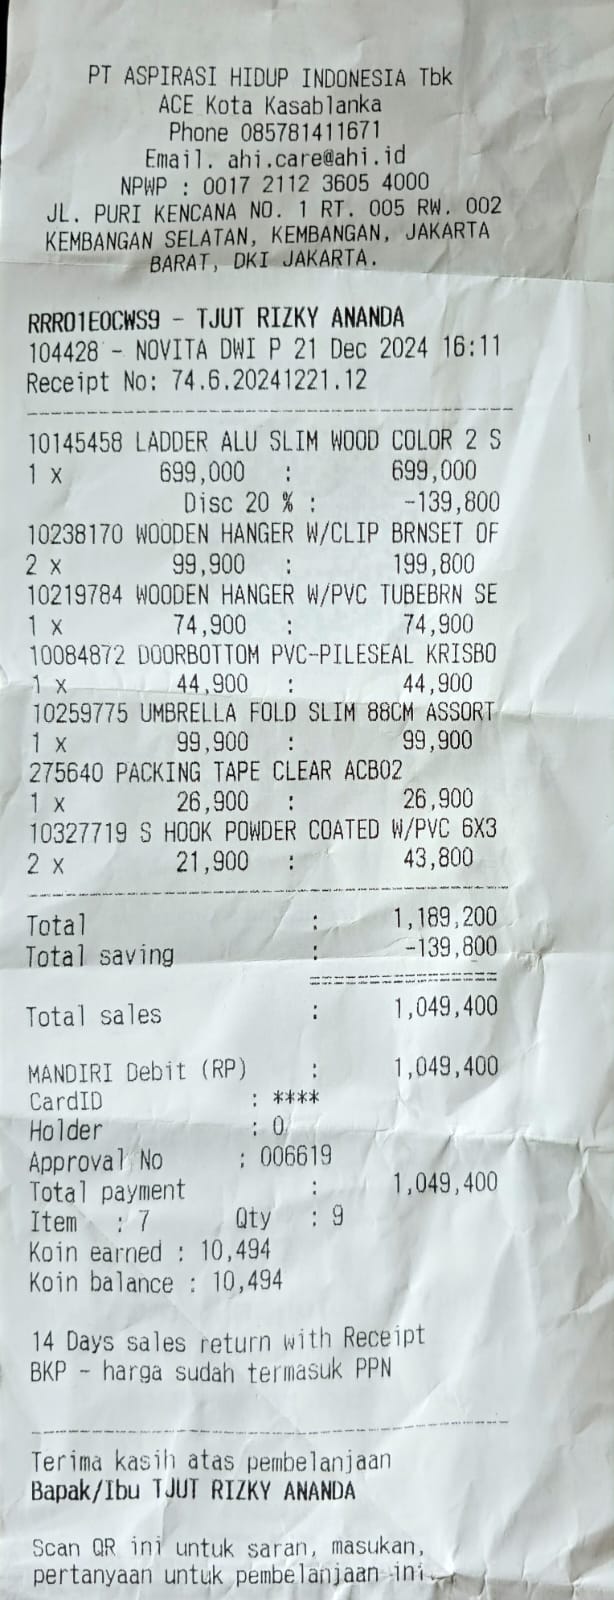 PT ASPIRASI HIDUP INDONESIA Tbk
ACE Kota Kasablanka
Phone 085781411671
Email. ahi.care@ahi.id
NPWP : 0017 2112 3605 4000
JL. PURI KENCANA NO. 1 RT. 005 RW. 002
KEMBANGAN SELATAN, KEMBANGAN, JAKARTA
BARAT, DKI JAKARTA.
RRR01E0CWS9 - TJUT RIZKY ANANDA
104428 - NOVITA DWI P 21 Dec 2024 16:11
Receipt No: 74.6.20241221.12
10145458 LADDER ALU SLIM WOOD COLOR 2 S
1 x 699,000 : 699,000
Disc 20 % : -139,800
10238170 WOODEN HANGER W/CLIP BRNSET OF
2 x 99,900 : 199,800
10219784 WOODEN HANGER W/PVC TUBEBRN SE
1 x 74,900 : 74,900
10084872 DOORBOTTOM PVC-PILESEAL KRISBO
1 x 44,900 : 44,900
10259775 UMBRELLA FOLD SLIM 88CM ASSORT
1 x 99,900 : 99,900
275640 PACKING TAPE CLEAR ACB02
1 x 26,900 : 26,900
10327719 S HOOK POWDER COATED W/PVC 6X3
2 x 21,900 : 43,800
Total : 1,189,200
Total saving : -139,800
Total sales : 1,049,400
MANDIRI Debit (RP) : 1,049,400
CardID : ****
Holder : 0
Approval No : 006619
Total payment : 1,049,400
Item : 7 Qty : 9
Koin earned : 10,494
Koin balance : 10,494
14 Days sales return with Receipt
BKP - harga sudah termasuk PPN
Terima kasih atas pembelanjaan
Bapak/Ibu TJUT RIZKY ANANDA
Scan QR ini untuk saran, masukan,
pertanyaan untuk pembelanjaan ini.